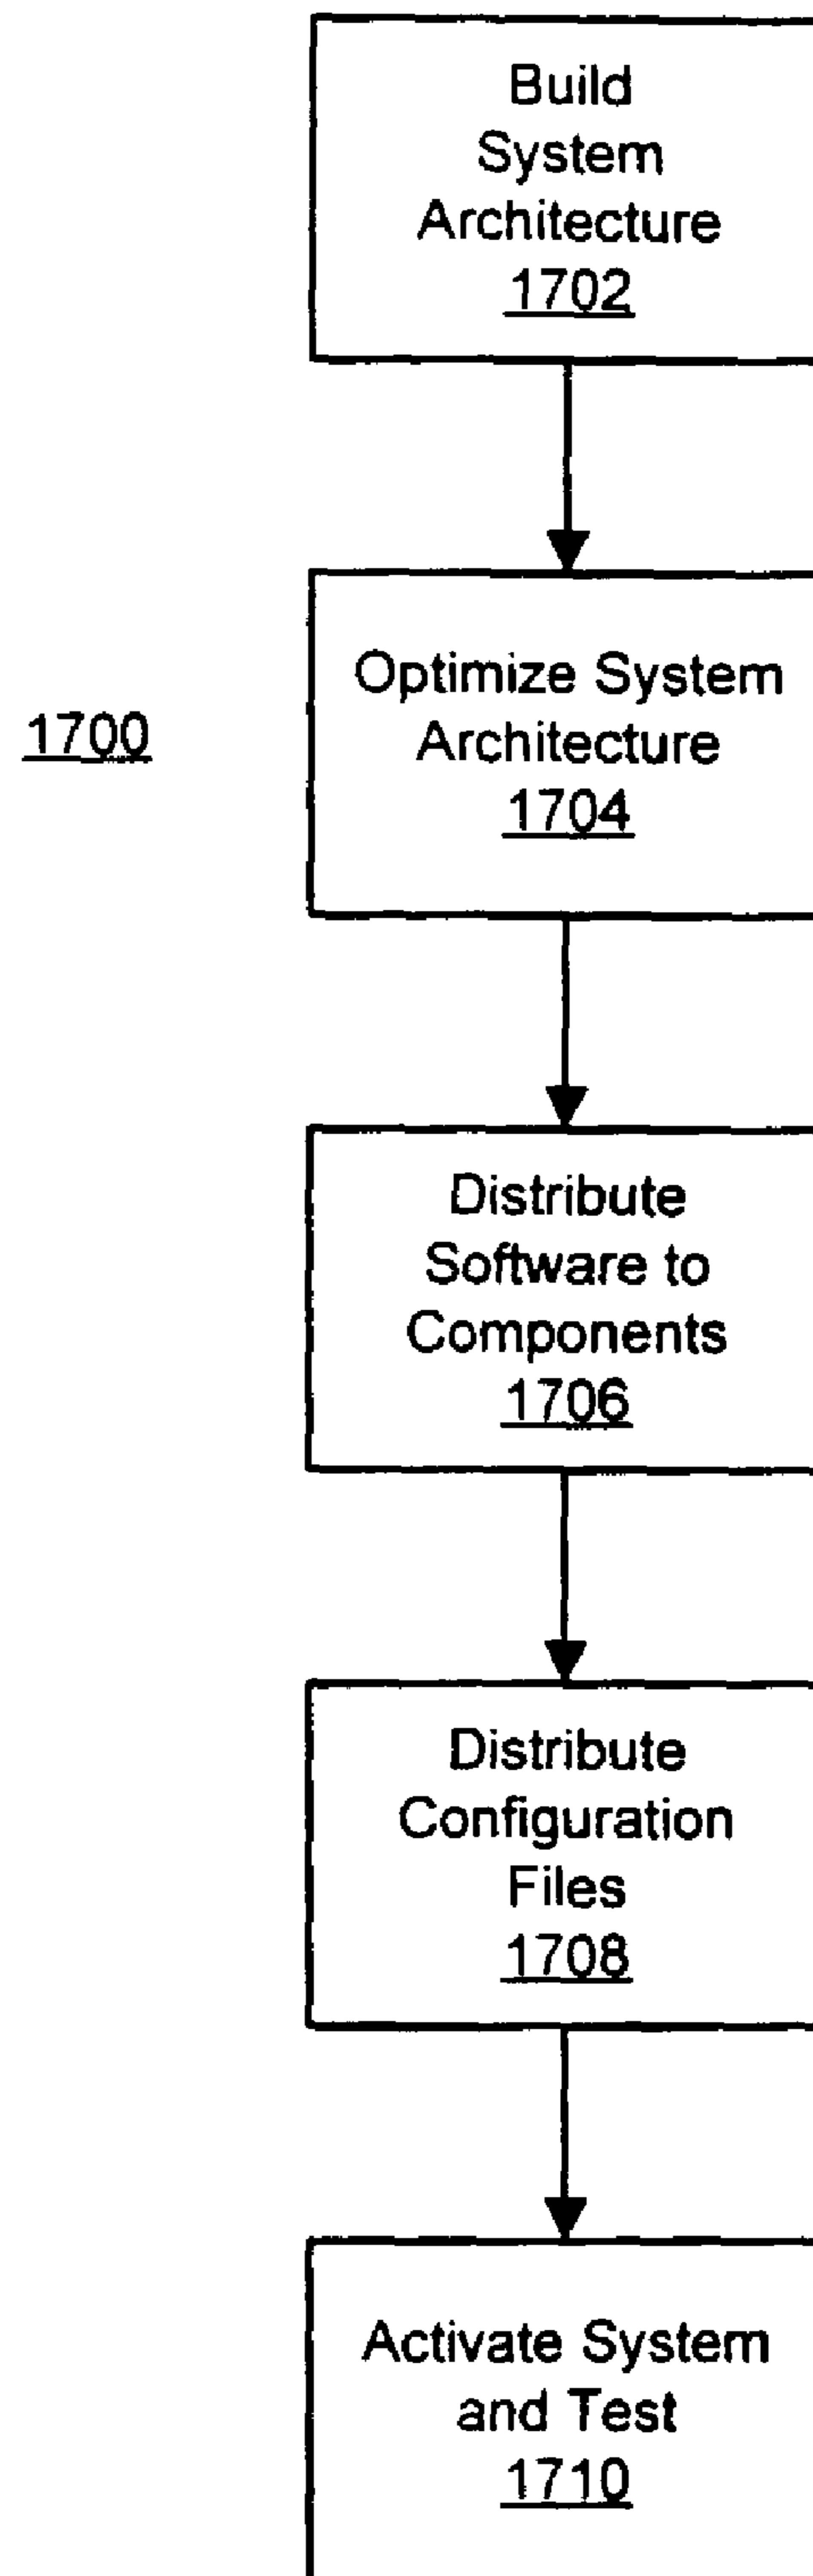 Build
System
Architecture
1702
Optimize System
Architecture
1704
1700
Distribute
Software to
Components
1706
Distribute
Configuration
Files
1708
Activate System
and Test
1710